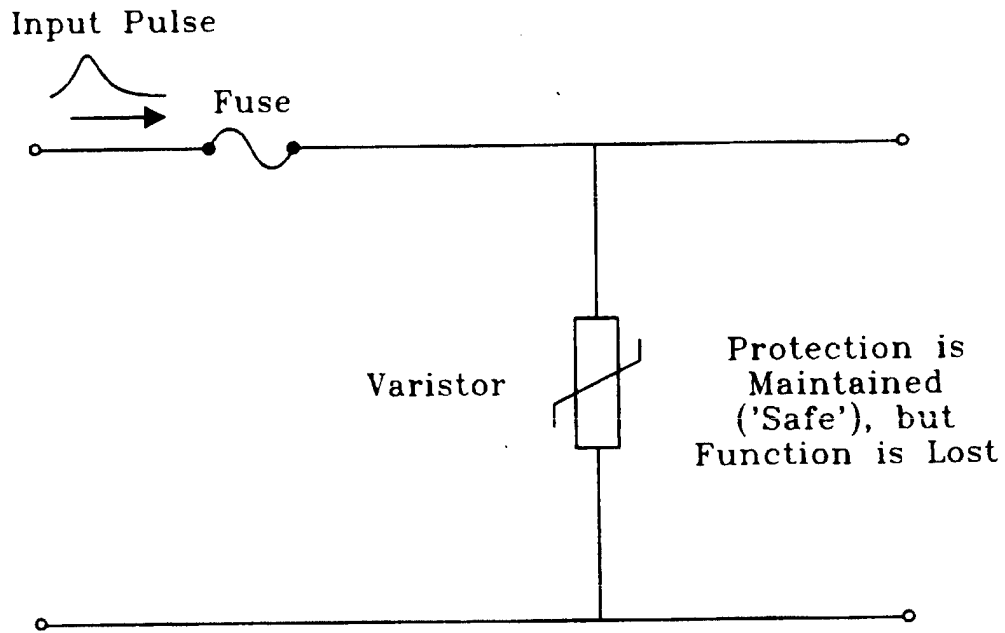 Input Pulse
Fuse
Varistor
Protection is
Maintained
('Safe'), but
Function is Lost